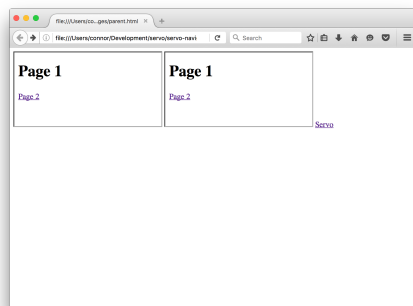 file:///Users/co...ges/parent.html
file:///Users/connor/Development/servo/servo-navi
Search
Page 1
Page 2
Page 1
Page 2
Servo